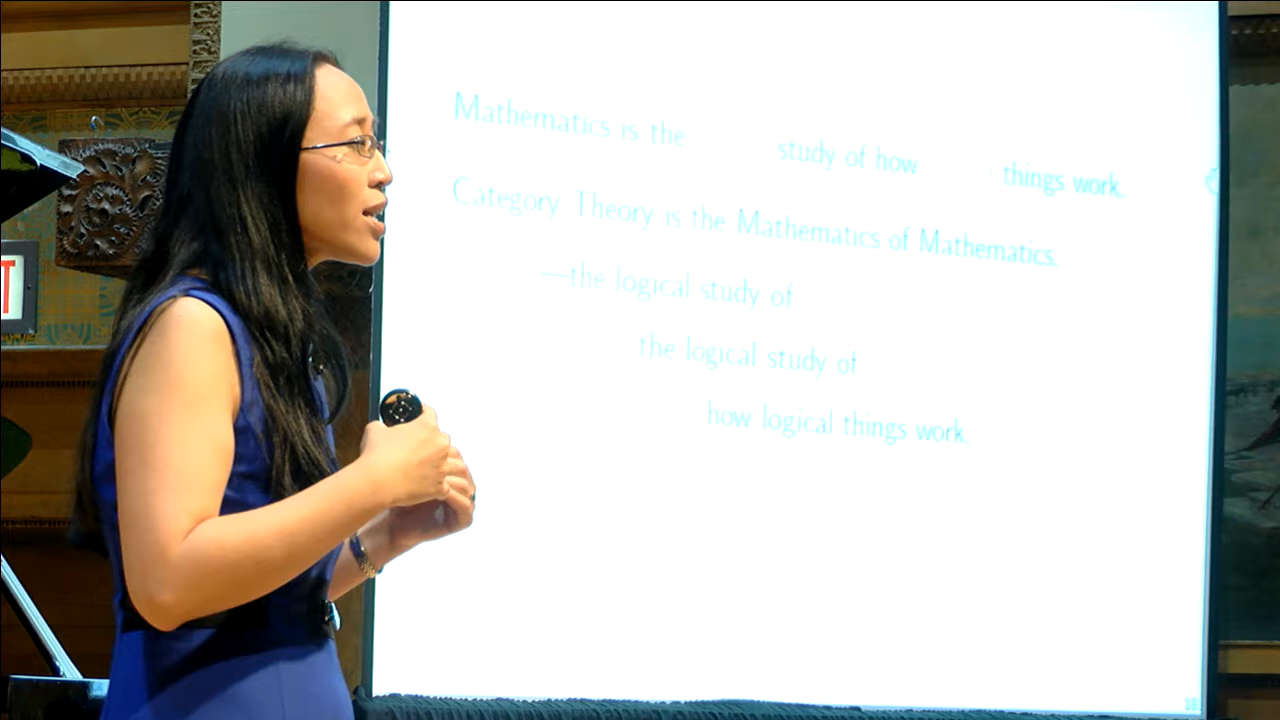 Mathematics is the study of how things work.
Category Theory is the Mathematics of Mathematics.
—the logical study of
the logical study of
how logical things work.
T